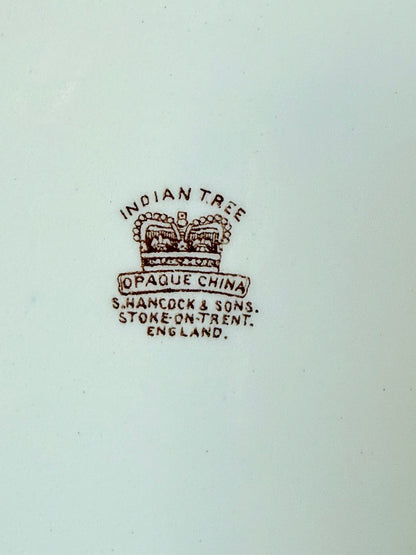 INDIAN TREE
OPAQUE CHINA
S. HANCOCK & SONS.
STOKE-ON-TRENT.
ENGLAND.